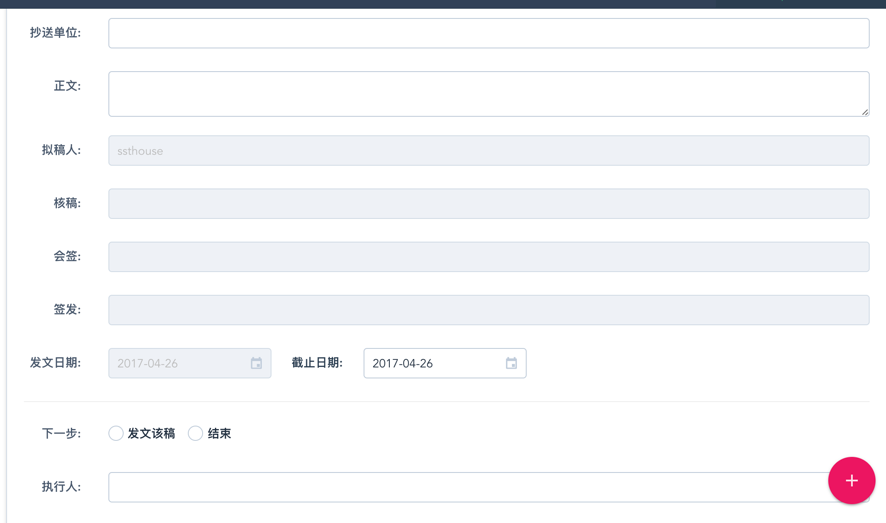 抄送单位:
正文:
拟稿人: ssthouse
核稿:
会签:
签发:
发文日期: 2017-04-26 截止日期: 2017-04-26
下一步: 发文该稿 结束
执行人:
+